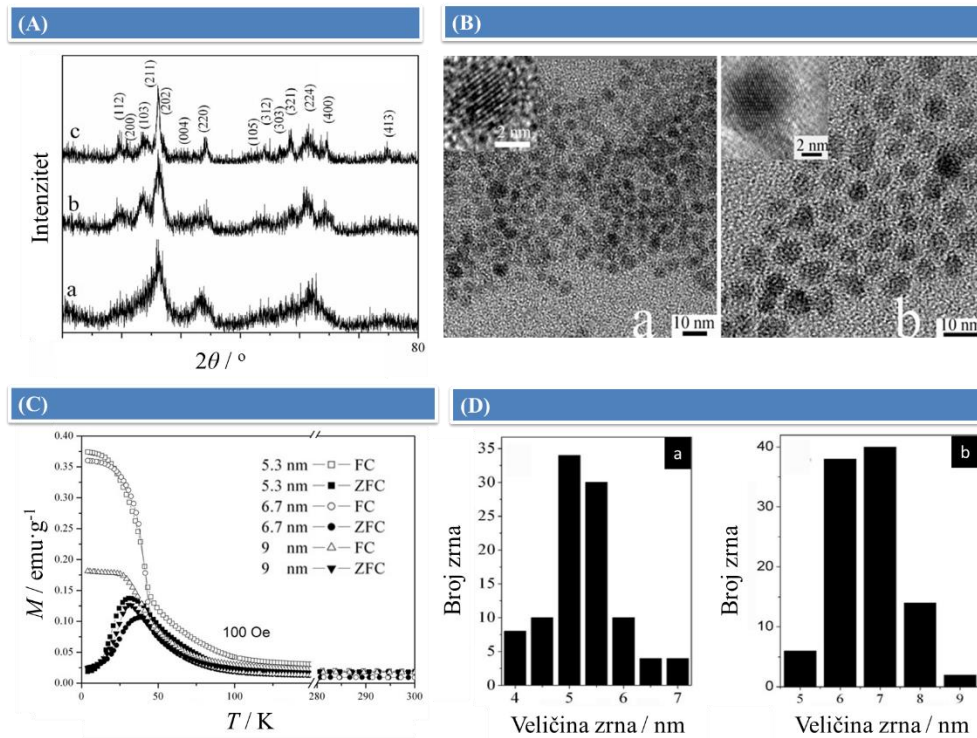 (A)
(B)
(112)
(200)
(103)
(211)
(202)
(004)
(220)
(105)
(312)
(303)
(321)
(224)
(400)
(413)
c
b
a
Intenzitet
80
2θ / °
2 nm
a
10 nm
2 nm
b
10 nm
(C)
(D)
0.40
0.35
0.30
0.25
0.20
0.15
0.10
0.05
0.00
M / emu·g⁻¹
5.3 nm FC
5.3 nm ZFC
6.7 nm FC
6.7 nm ZFC
9 nm FC
9 nm ZFC
100 Oe
0 25 50 75 100 280 290 300
T / K
a
35
30
25
20
15
10
5
0
Broj zrna
4 5 6 7
Veličina zrna / nm
b
40
30
20
10
0
Broj zrna
5 6 7 8 9
Veličina zrna / nm